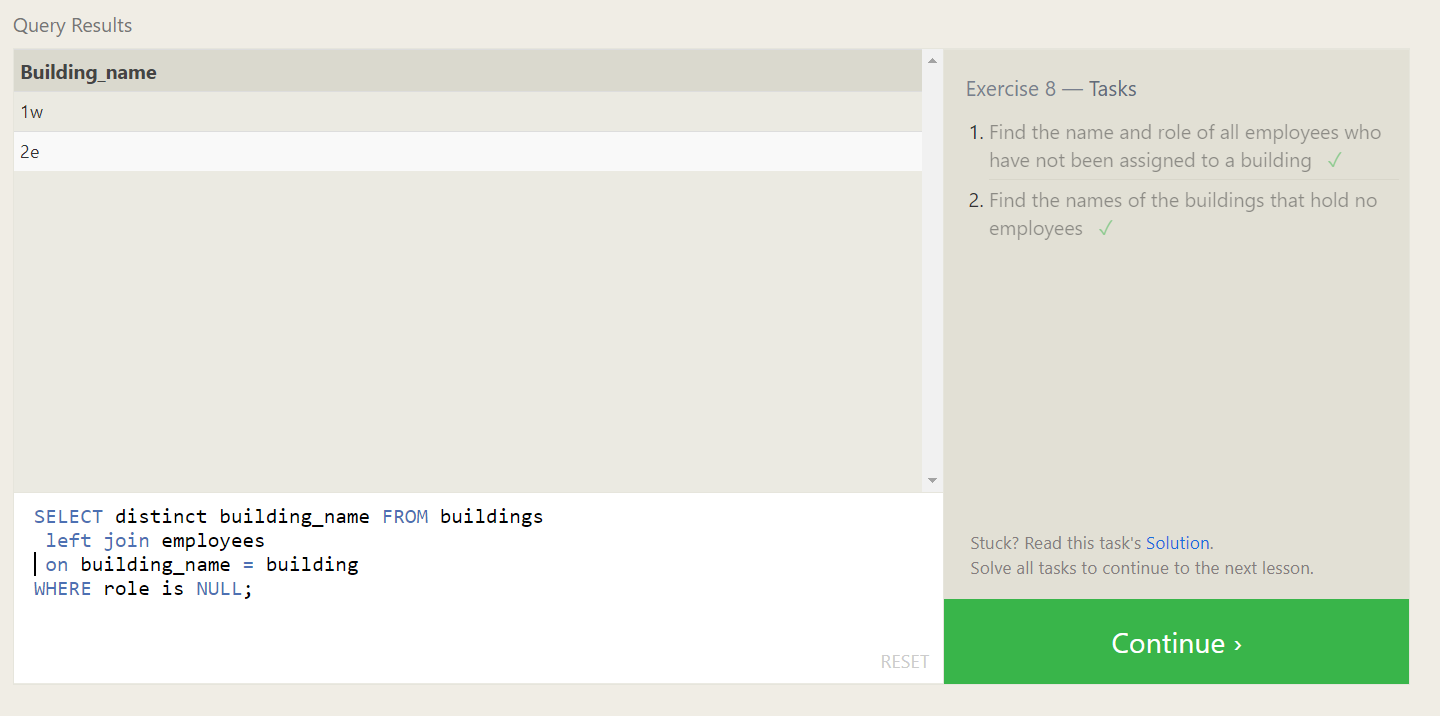 Query Results
Building_name
1w
2e
SELECT distinct building_name FROM buildings
left join employees
on building_name = building
WHERE role is NULL;
RESET
Exercise 8 — Tasks
1. Find the name and role of all employees who
have not been assigned to a building ✓
2. Find the names of the buildings that hold no
employees ✓
Stuck? Read this task's Solution.
Solve all tasks to continue to the next lesson.
Continue ›